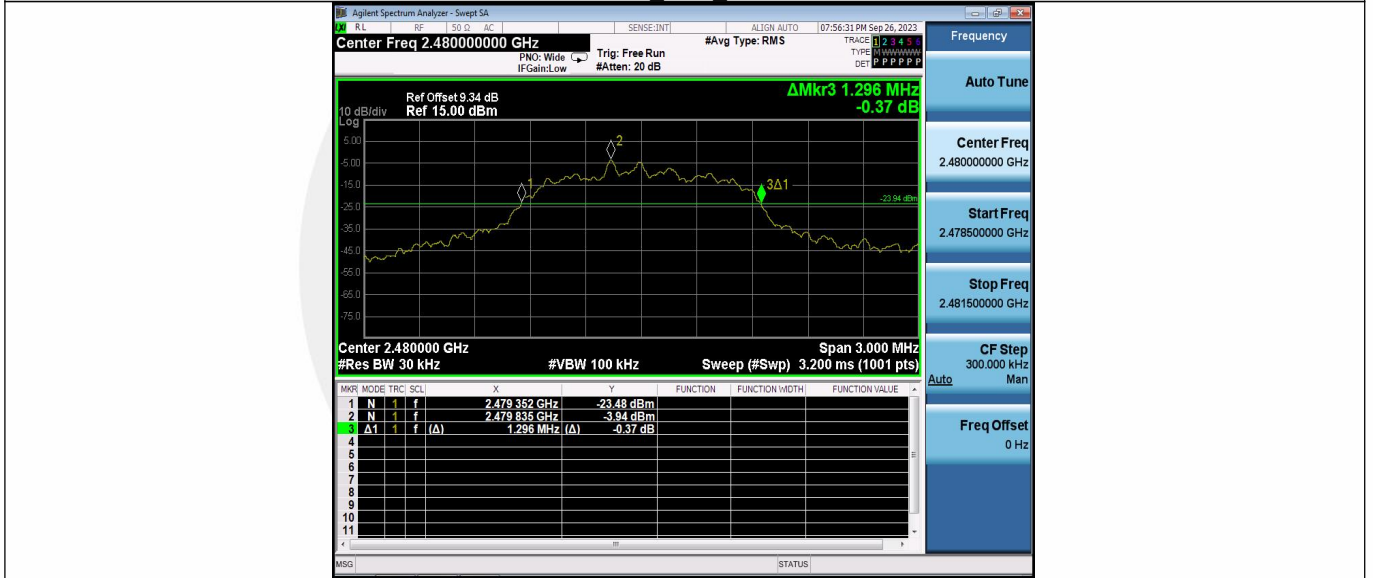 Agilent Spectrum Analyzer - Swept SA
RL RF 50 Ω AC SENSE:INT ALIGN AUTO 07:56:31 PM Sep 26, 2023
Center Freq 2.480000000 GHz
PNO: Wide
IFGain:Low
Trig: Free Run
#Atten: 20 dB
#Avg Type: RMS
TRACE 1 2 3 4 5 6
TYPE M W W W W W
DET P P P P P P
Frequency
Auto Tune
Center Freq
2.480000000 GHz
Start Freq
2.478500000 GHz
Stop Freq
2.481500000 GHz
CF Step
300.000 kHz
Auto Man
Freq Offset
0 Hz
ΔMkr3 1.296 MHz
-0.37 dB
Ref Offset 9.34 dB
10 dB/div Ref 15.00 dBm
Log
5.00
-5.00
-15.0
-25.0
-35.0
-45.0
-55.0
-65.0
-75.0
1
2
3Δ1
-23.94 dBm
Center 2.480000 GHz Span 3.000 MHz
#Res BW 30 kHz #VBW 100 kHz Sweep (#Swp) 3.200 ms (1001 pts)
MKR MODE TRC SCL X Y FUNCTION FUNCTION WIDTH FUNCTION VALUE
1 N 1 f 2.479 352 GHz -23.48 dBm
2 N 1 f 2.479 835 GHz -3.94 dBm
3 Δ1 1 f (Δ) 1.296 MHz (Δ) -0.37 dB
4
5
6
7
8
9
10
11
MSG STATUS